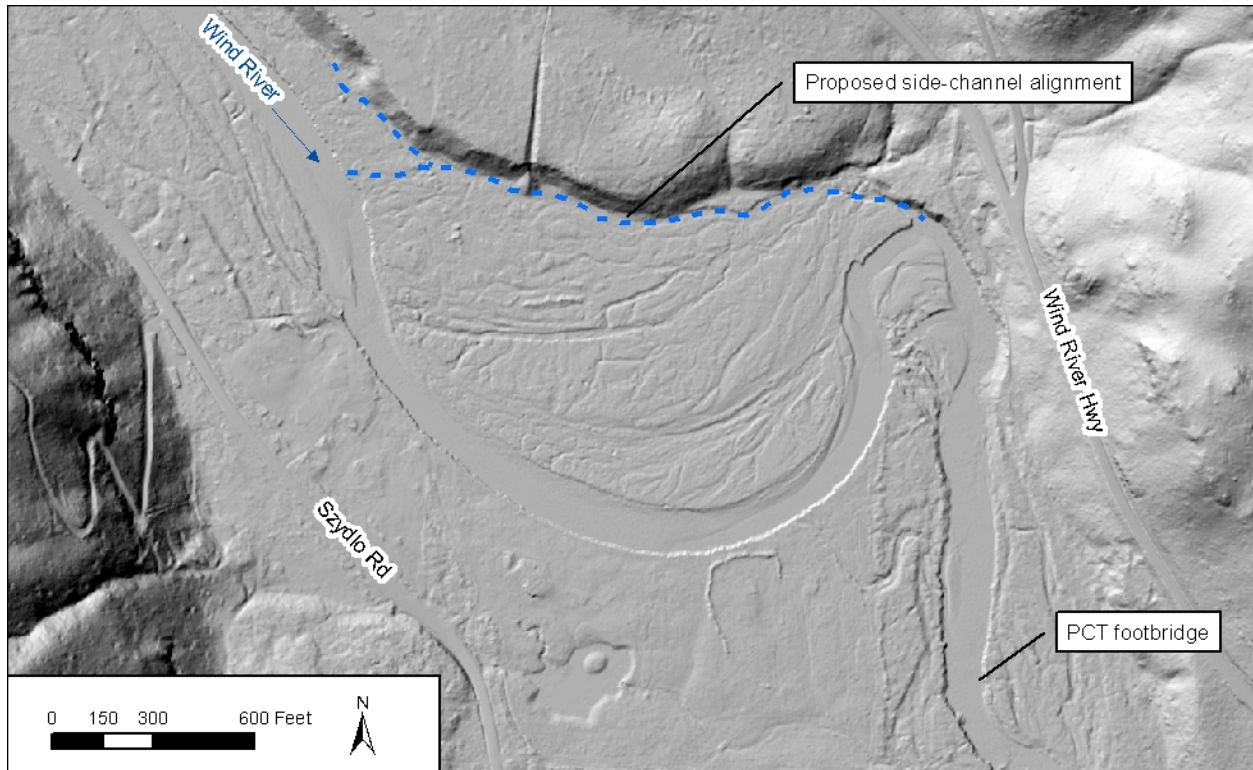 Wind River
Proposed side-channel alignment
Wind River Hwy
Szydlo Rd
PCT footbridge
0 150 300 600 Feet
N